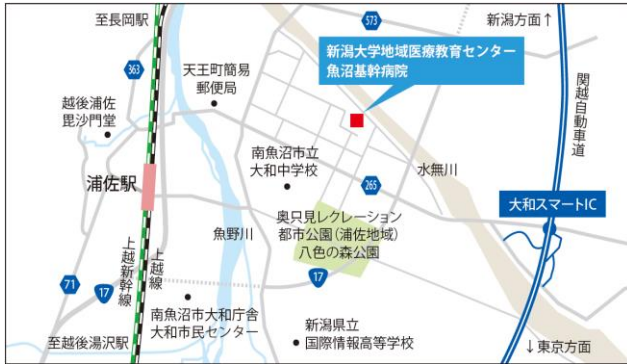 至長岡駅
573
新潟方面↑
新潟大学地域医療教育センター
魚沼基幹病院
363
天王町簡易
郵便局
関越自動車道
越後浦佐
毘沙門堂
南魚沼市立
大和中学校
水無川
浦佐駅
265
大和スマートIC
奥只見レクレーション
都市公園(浦佐地域)
八色の森公園
魚野川
上越新幹線
上越線
71
17
17
南魚沼市大和庁舎
大和市民センター
新潟県立
国際情報高等学校
至越後湯沢駅
↓東京方面